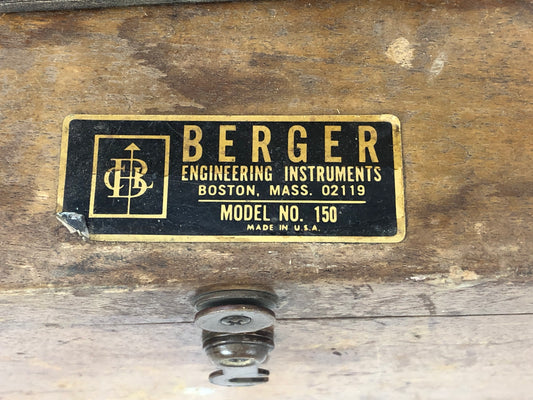 BERGER
ENGINEERING INSTRUMENTS
BOSTON, MASS. 02119
MODEL NO. 150
MADE IN U.S.A.